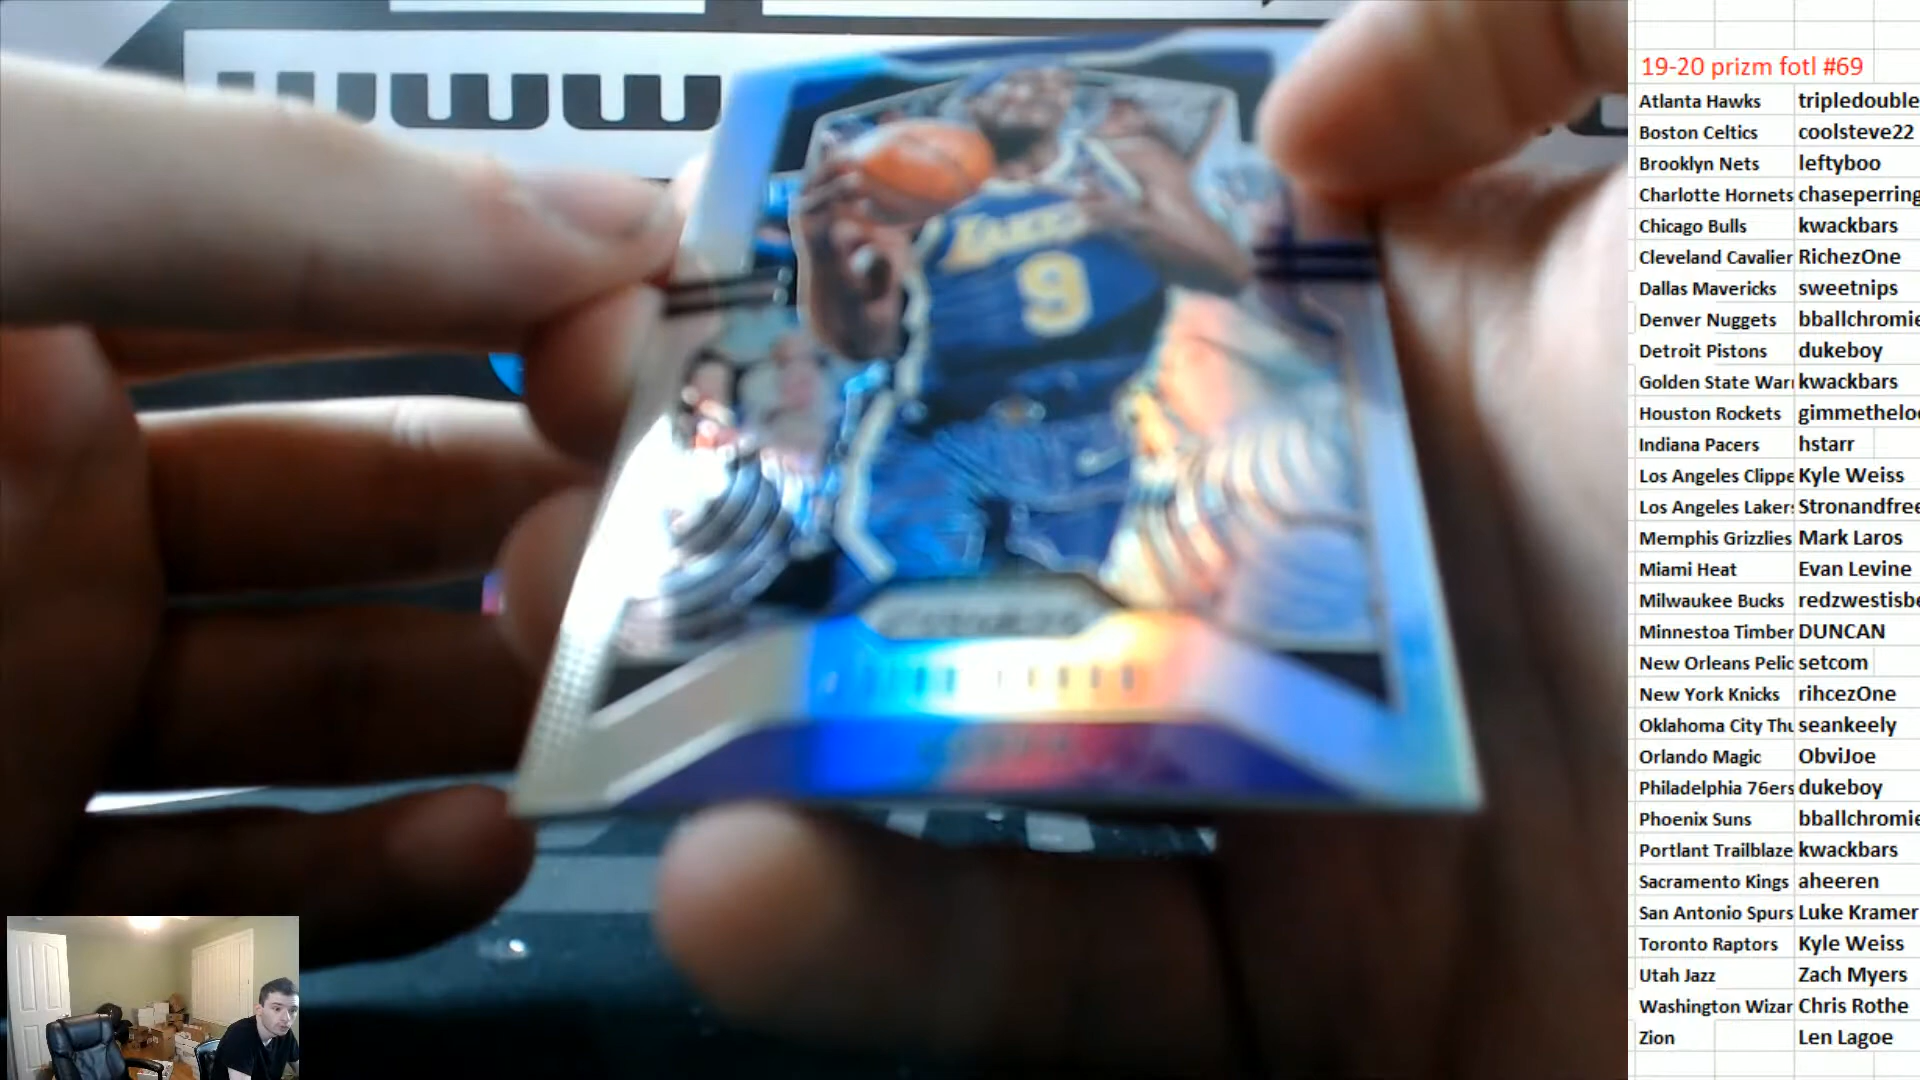 www
LAKERS
9
19-20 prizm fotl #69
Atlanta Hawks tripledouble
Boston Celtics coolsteve22
Brooklyn Nets leftyboo
Charlotte Hornets chaseperring
Chicago Bulls kwackbars
Cleveland Cavalier RichezOne
Dallas Mavericks sweetnips
Denver Nuggets bballchromie
Detroit Pistons dukeboy
Golden State Warr kwackbars
Houston Rockets gimmetheloo
Indiana Pacers hstarr
Los Angeles Clippe Kyle Weiss
Los Angeles Lakers Stronandfree
Memphis Grizzlies Mark Laros
Miami Heat Evan Levine
Milwaukee Bucks redzwestisbe
Minnestoa Timber DUNCAN
New Orleans Pelic setcom
New York Knicks rihcezOne
Oklahoma City Thu seankeely
Orlando Magic ObviJoe
Philadelphia 76ers dukeboy
Phoenix Suns bballchromie
Portlant Trailblaze kwackbars
Sacramento Kings aheeren
San Antonio Spurs Luke Kramer
Toronto Raptors Kyle Weiss
Utah Jazz Zach Myers
Washington Wizar Chris Rothe
Zion Len Lagoe